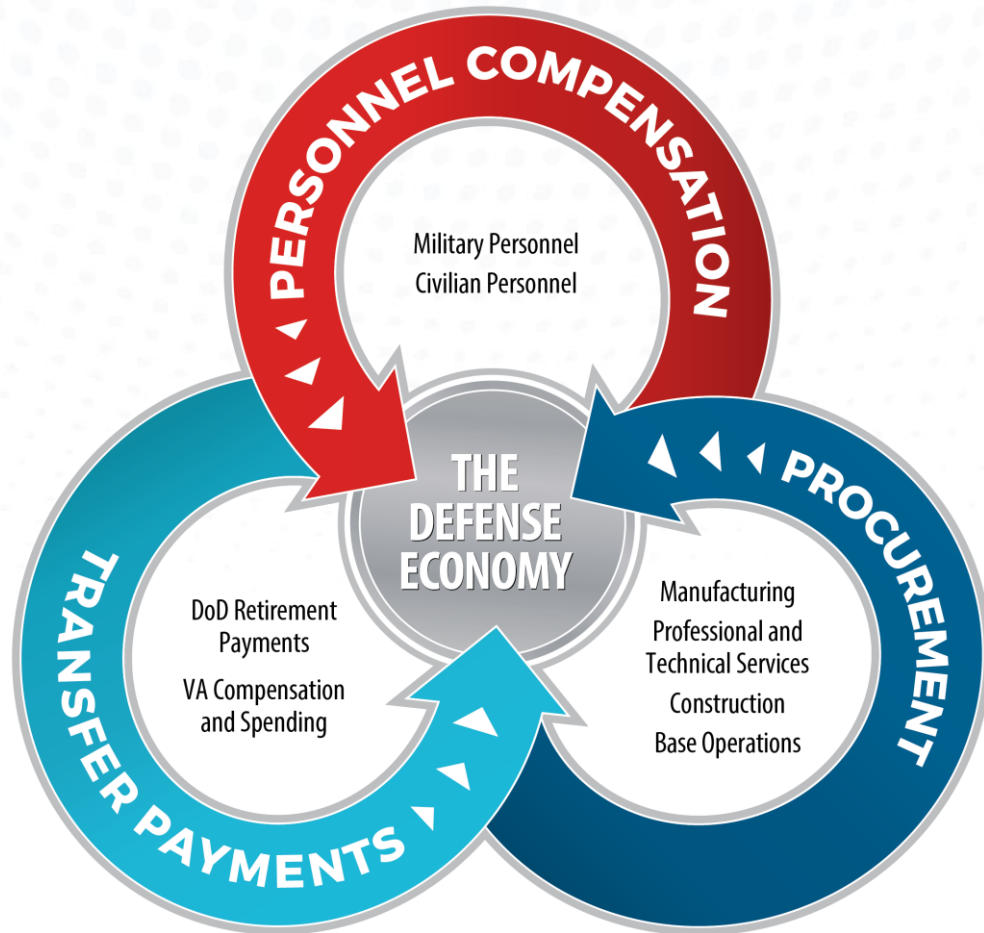 PERSONNEL COMPENSATION
Military Personnel
Civilian Personnel
THE
DEFENSE
ECONOMY
TRANSFER PAYMENTS
DoD Retirement
Payments
VA Compensation
and Spending
PROCUREMENT
Manufacturing
Professional and
Technical Services
Construction
Base Operations